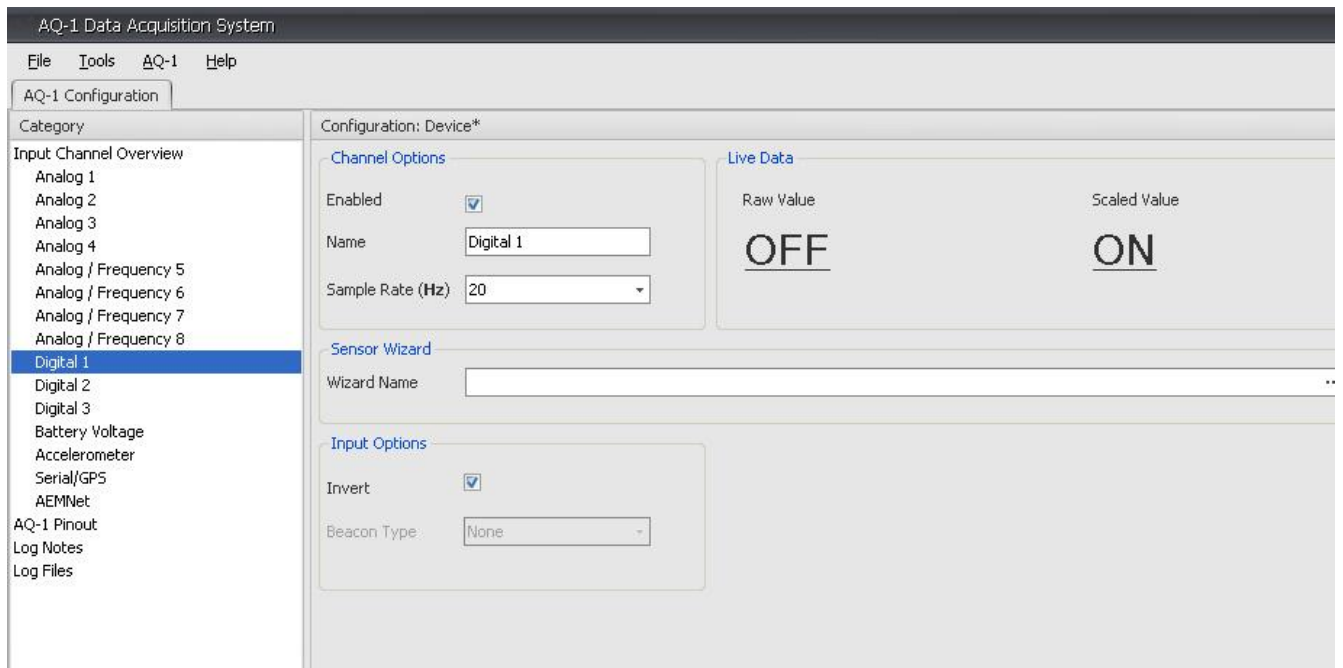 AQ-1 Data Acquisition System
File Tools AQ-1 Help
AQ-1 Configuration
Category
Input Channel Overview
Analog 1
Analog 2
Analog 3
Analog 4
Analog / Frequency 5
Analog / Frequency 6
Analog / Frequency 7
Analog / Frequency 8
Digital 1
Digital 2
Digital 3
Battery Voltage
Accelerometer
Serial/GPS
AEMNet
AQ-1 Pinout
Log Notes
Log Files
Configuration: Device*
Channel Options
Enabled
Name Digital 1
Sample Rate (Hz) 20
Live Data
Raw Value Scaled Value
OFF ON
Sensor Wizard
Wizard Name
Input Options
Invert
Beacon Type None